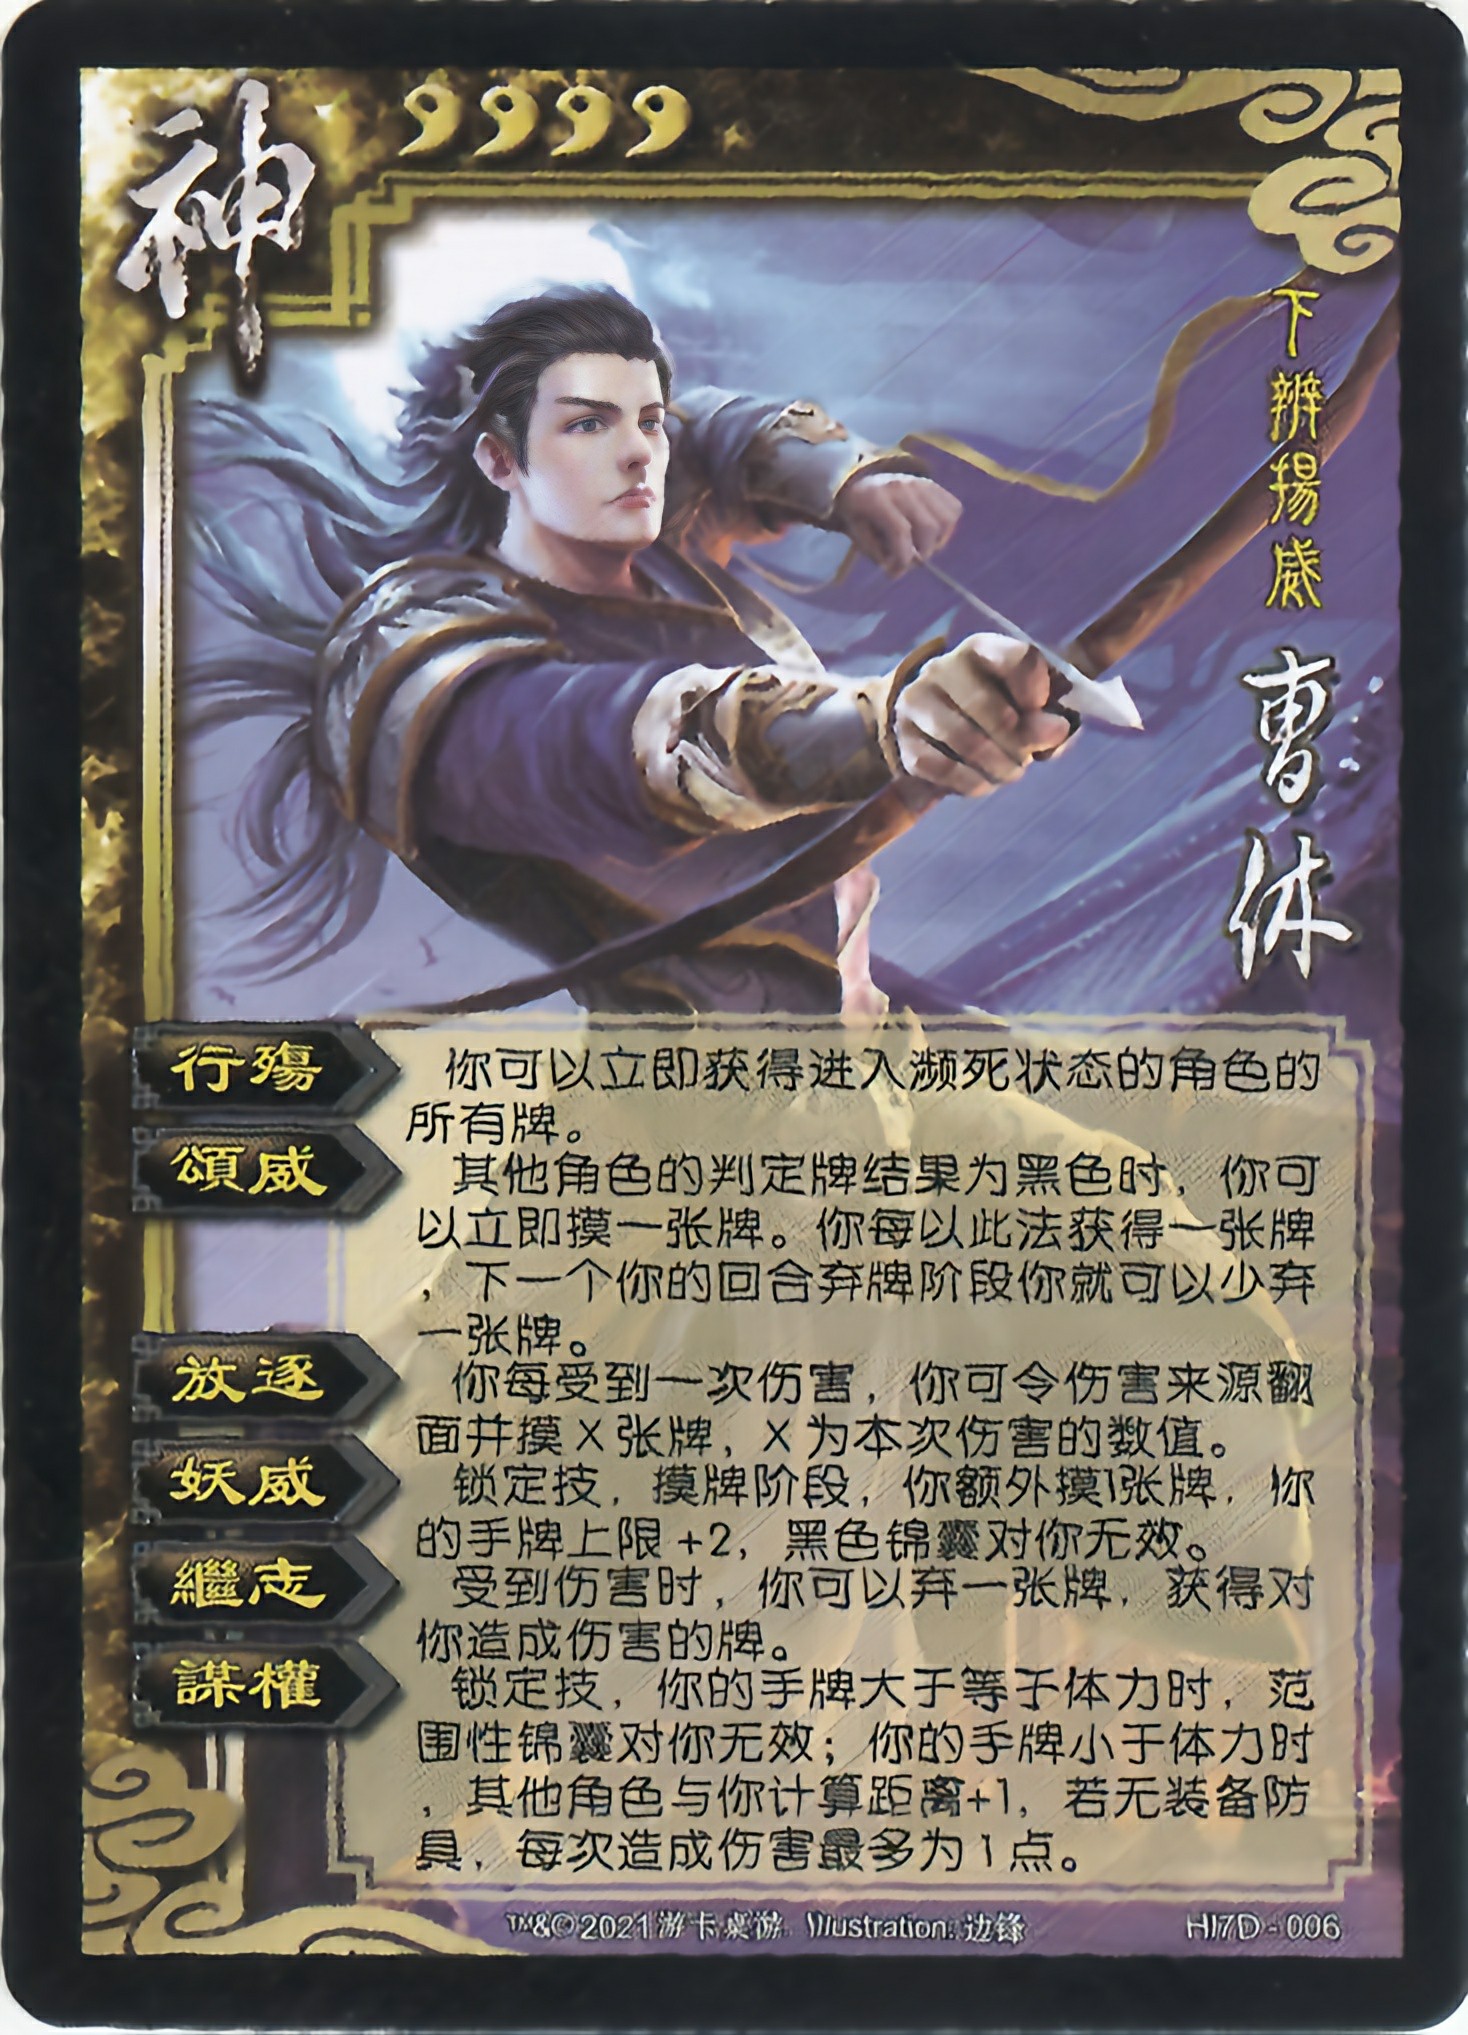 神
下辨揚威
曹休
行殤
你可以立即获得进入濒死状态的角色的
所有牌。
頌威
其他角色的判定牌结果为黑色时，你可
以立即摸一张牌。你每以此法获得一张牌
，下一个你的回合弃牌阶段你就可以少弃
一张牌。
放逐
你每受到一次伤害，你可令伤害来源翻
面并摸X张牌，X为本次伤害的数值。
妖威
锁定技，摸牌阶段，你额外摸1张牌，你
的手牌上限+2，黑色锦囊对你无效。
繼志
受到伤害时，你可以弃一张牌，获得对
你造成伤害的牌。
謀權
锁定技，你的手牌大于等于体力时，范
围性锦囊对你无效；你的手牌小于体力时
，其他角色与你计算距离+1，若无装备防
具，每次造成伤害最多为1点。
™&©2021游卡桌游. Illustration: 边锋
HI7D-006